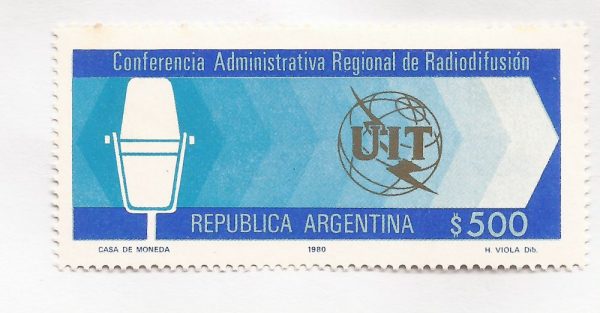 Conferencia Administrativa Regional de Radiodifusión
UIT
REPUBLICA ARGENTINA $500
CASA DE MONEDA 1980 H. VIOLA Dib.